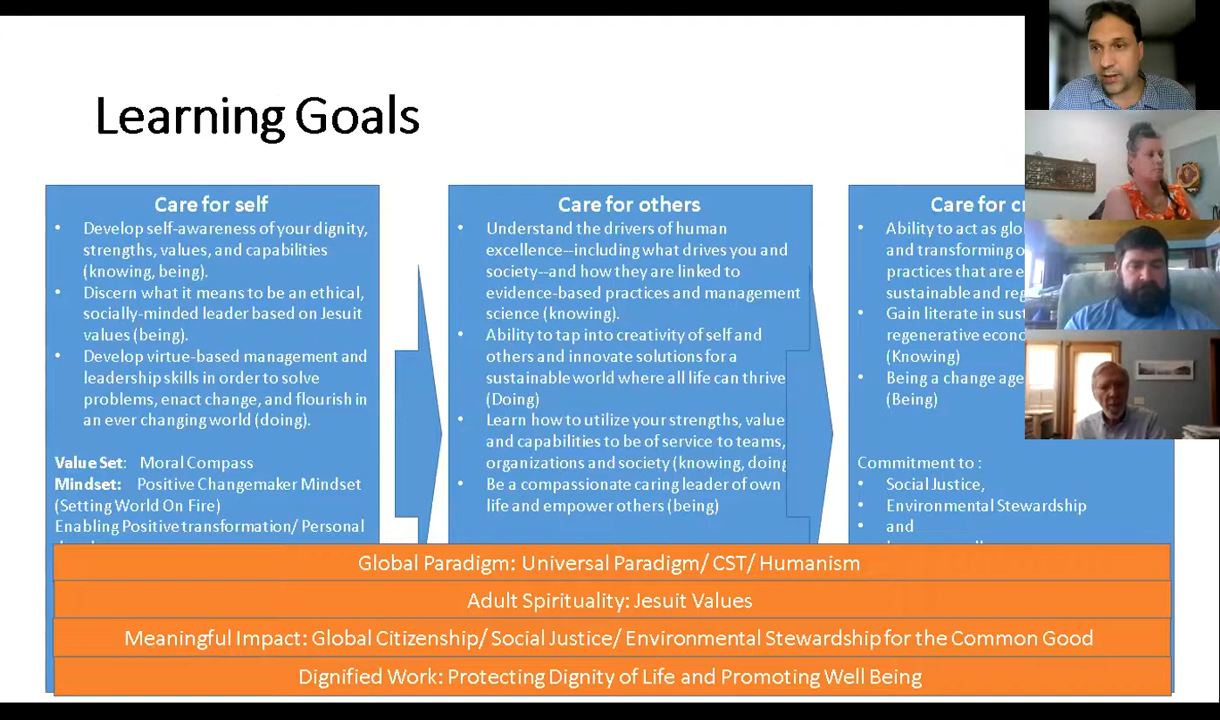 Learning Goals
Care for self
• Develop self-awareness of your dignity,
strengths, values, and capabilities
(knowing, being).
• Discern what it means to be an ethical,
socially-minded leader based on Jesuit
values (being).
• Develop virtue-based management and
leadership skills in order to solve
problems, enact change, and flourish in
an ever changing world (doing).
Value Set: Moral Compass
Mindset: Positive Changemaker Mindset
(Setting World On Fire)
Enabling Positive transformation/ Personal
Care for others
• Understand the drivers of human
excellence--including what drives you and
society--and how they are linked to
evidence-based practices and management
science (knowing).
• Ability to tap into creativity of self and
others and innovate solutions for a
sustainable world where all life can thrive
(Doing)
• Learn how to utilize your strengths, value
and capabilities to be of service to teams,
organizations and society (knowing, doing
• Be a compassionate caring leader of own
life and empower others (being)
Care for
• Ability to act as
and transforming
practices that are
sustainable and
• Gain literate in
regenerative
(Knowing)
• Being a change
(Being)
Commitment to :
• Social Justice,
• Environmental Stewardship
• and
Global Paradigm: Universal Paradigm/ CST/ Humanism
Adult Spirituality: Jesuit Values
Meaningful Impact: Global Citizenship/ Social Justice/ Environmental Stewardship for the Common Good
Dignified Work: Protecting Dignity of Life and Promoting Well Being